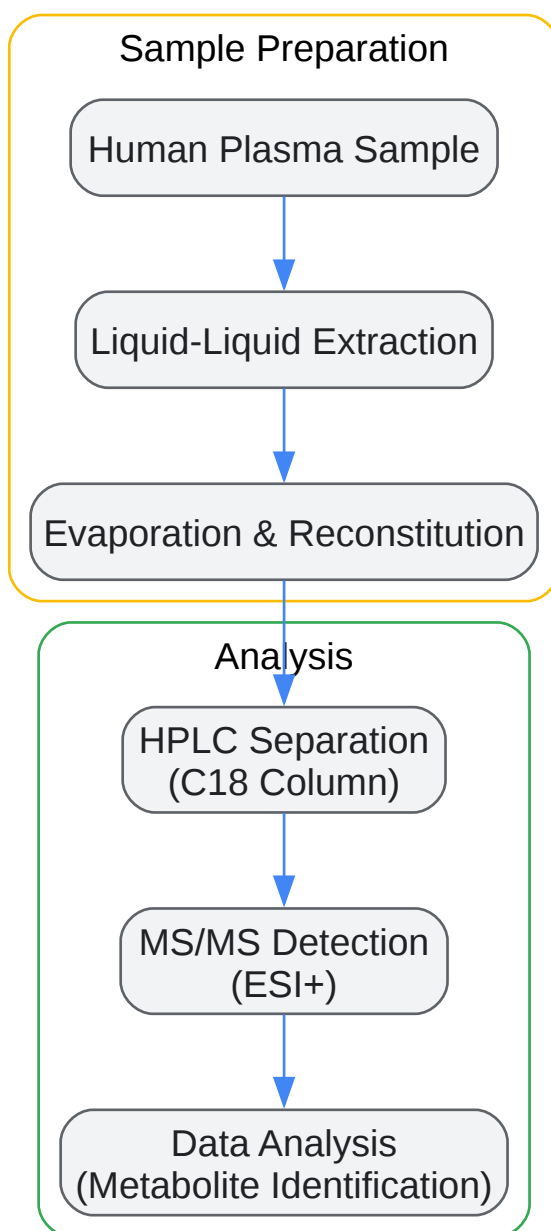 Sample Preparation
Human Plasma Sample
Liquid-Liquid Extraction
Evaporation & Reconstitution
Analysis
HPLC Separation
(C18 Column)
MS/MS Detection
(ESI+)
Data Analysis
(Metabolite Identification)